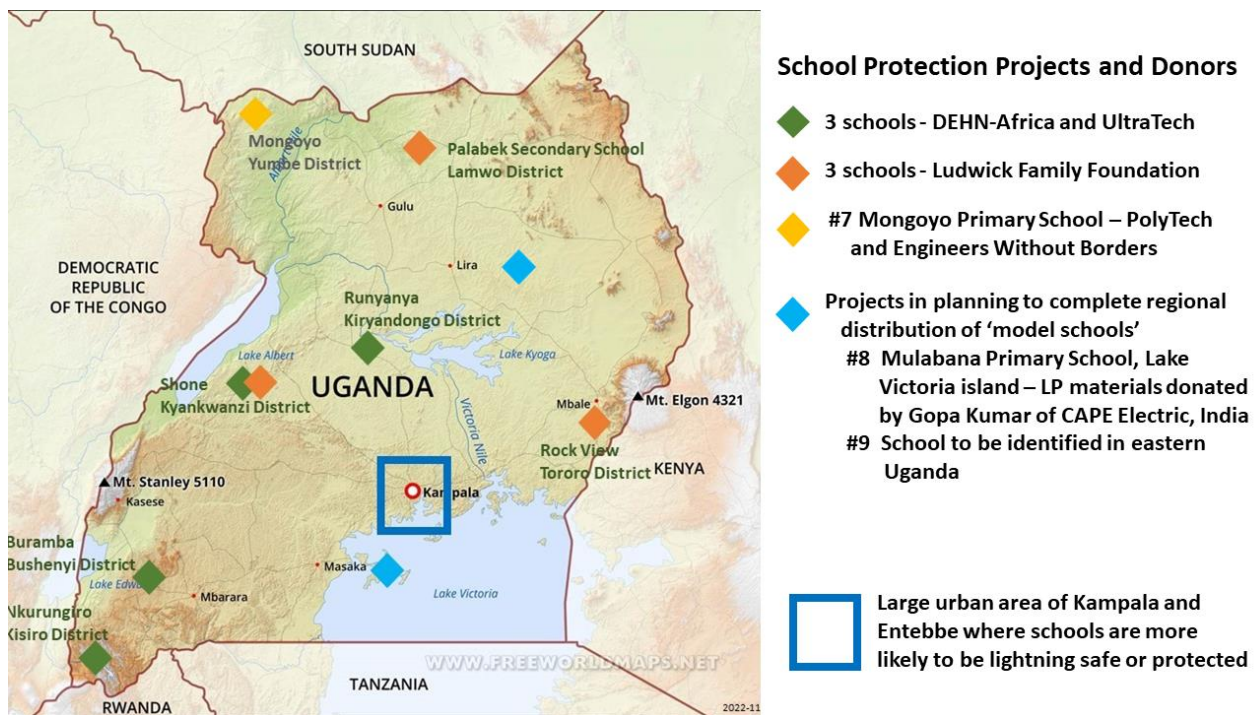 SOUTH SUDAN
Mongoyo
Yumbe District
Albert Nile
Palabek Secondary School
Lamwo District
Gulu
DEMOCRATIC
REPUBLIC
OF THE CONGO
Lira
Runyanya
Kiryandongo District
Lake Albert
Lake Kyoga
Shone
Kyankwanzi District
UGANDA
Mbale
Mt. Elgon 4321
Victoria Nile
Rock View
Tororo District
KENYA
Mt. Stanley 5110
Kasese
Kampala
Buramba
Bushenyi District
Lake Edw
Masaka
Mbarara
Lake Victoria
Nkurungiro
Kisiro District
WWW.FREEWORLDMAPS.NET
TANZANIA
RWANDA
2022-11
School Protection Projects and Donors
3 schools - DEHN-Africa and UltraTech
3 schools - Ludwick Family Foundation
#7 Mongoyo Primary School – PolyTech
and Engineers Without Borders
Projects in planning to complete regional
distribution of ‘model schools’
#8 Mulabana Primary School, Lake
Victoria island – LP materials donated
by Gopa Kumar of CAPE Electric, India
#9 School to be identified in eastern
Uganda
Large urban area of Kampala and
Entebbe where schools are more
likely to be lightning safe or protected